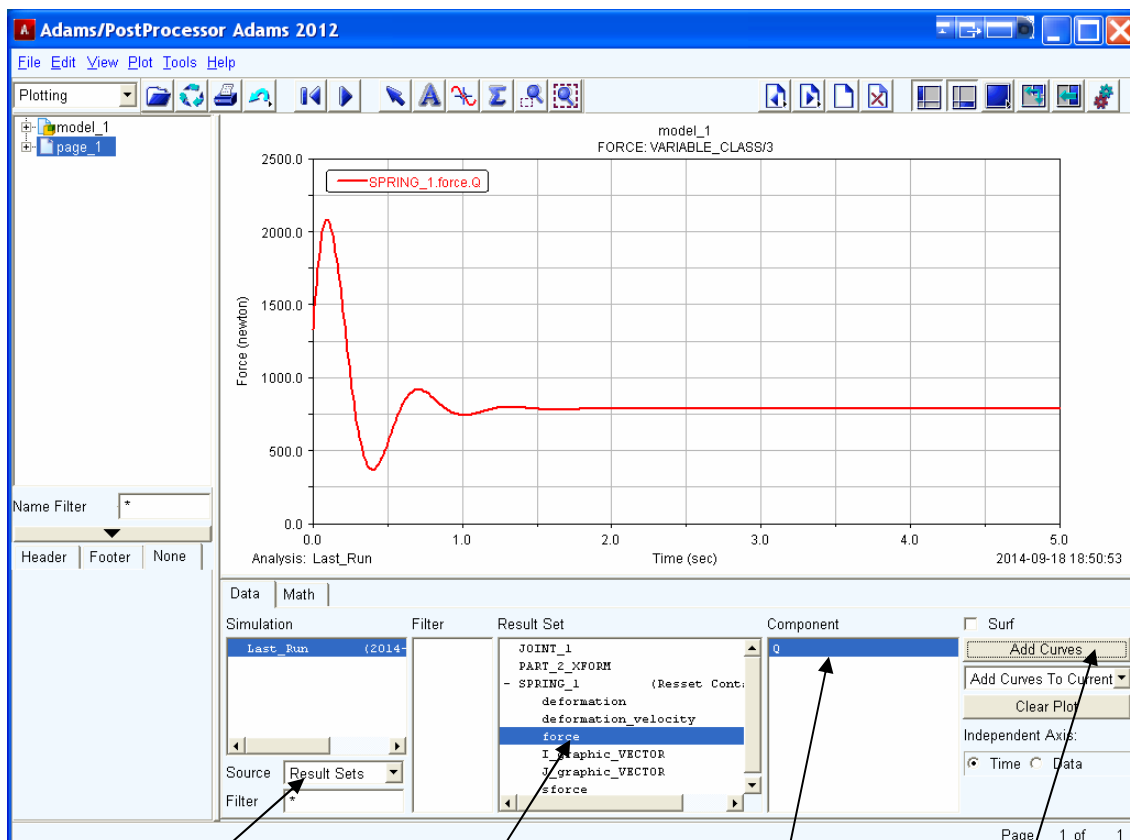 Adams/PostProcessor Adams 2012
File Edit View Plot Tools Help
Plotting
model_1
page_1
model_1
FORCE: VARIABLE_CLASS/3
SPRING_1.force.Q
2500.0
2000.0
1500.0
1000.0
500.0
0.0
Force (newton)
0.0 1.0 2.0 3.0 4.0 5.0
Analysis: Last_Run Time (sec) 2014-09-18 18:50:53
Name Filter *
Header Footer None
Data Math
Simulation Filter Result Set Component Surf
Last_Run (2014-
JOINT_1
PART_2_XFORM
- SPRING_1 (Resset Conta
deformation
deformation_velocity
force
I_graphic_VECTOR
J_graphic_VECTOR
sforce
Q
Add Curves
Add Curves To Current
Clear Plot
Independent Axis:
Time Data
Source Result Sets
Filter *
Page 1 of 1